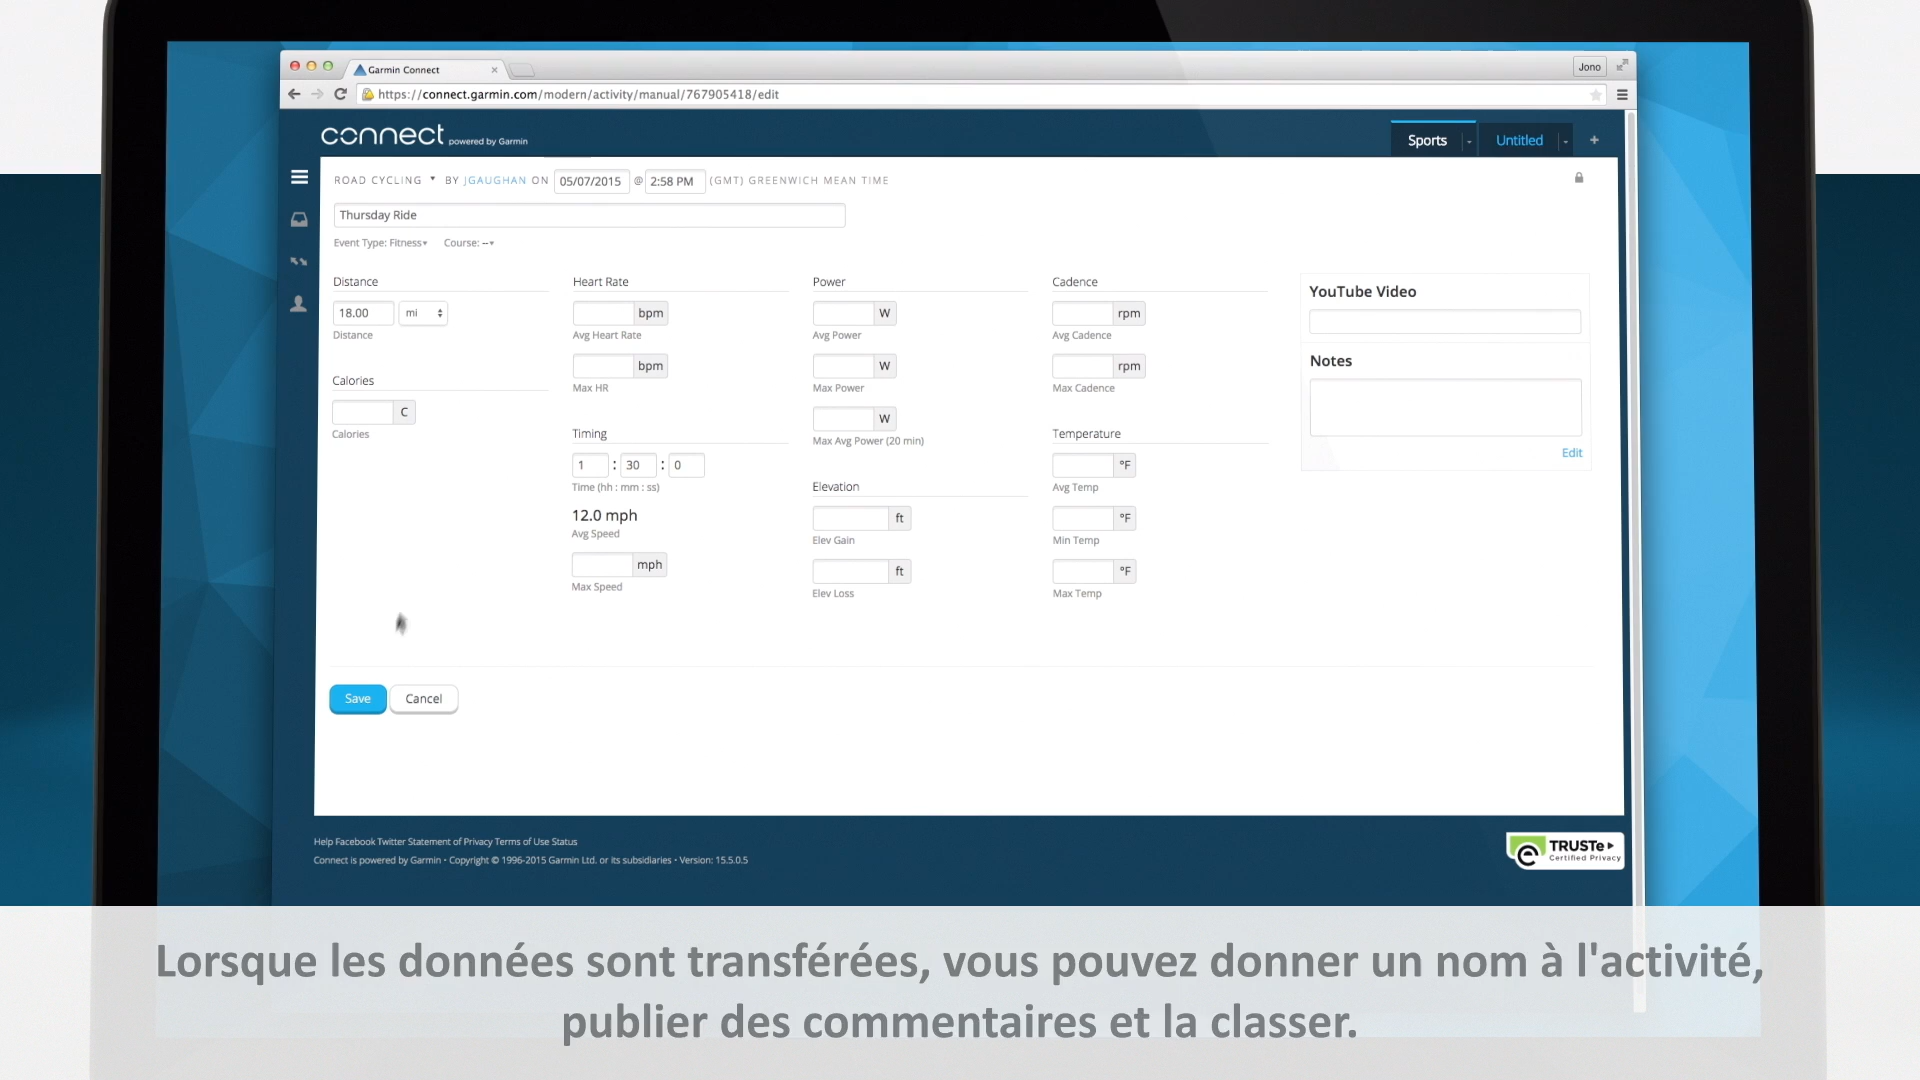 Garmin Connect
Jono
https://connect.garmin.com/modern/activity/manual/767905418/edit
connect powered by Garmin
Sports
Untitled
+
ROAD CYCLING ▾ BY JGAUGHAN ON 05/07/2015 @ 2:58 PM (GMT) GREENWICH MEAN TIME
Thursday Ride
Event Type: Fitness▾ Course: --▾
Distance
18.00 mi
Distance
Calories
C
Calories
Heart Rate
bpm
Avg Heart Rate
bpm
Max HR
Timing
1 : 30 : 0
Time (hh : mm : ss)
12.0 mph
Avg Speed
mph
Max Speed
Power
W
Avg Power
W
Max Power
W
Max Avg Power (20 min)
Elevation
ft
Elev Gain
ft
Elev Loss
Cadence
rpm
Avg Cadence
rpm
Max Cadence
Temperature
°F
Avg Temp
°F
Min Temp
°F
Max Temp
YouTube Video
Notes
Edit
Save
Cancel
Help Facebook Twitter Statement of Privacy Terms of Use Status
Connect is powered by Garmin • Copyright © 1996-2015 Garmin Ltd. or its subsidiaries • Version: 15.5.0.5
TRUSTe
Certified Privacy
Lorsque les données sont transférées, vous pouvez donner un nom à l'activité,
publier des commentaires et la classer.